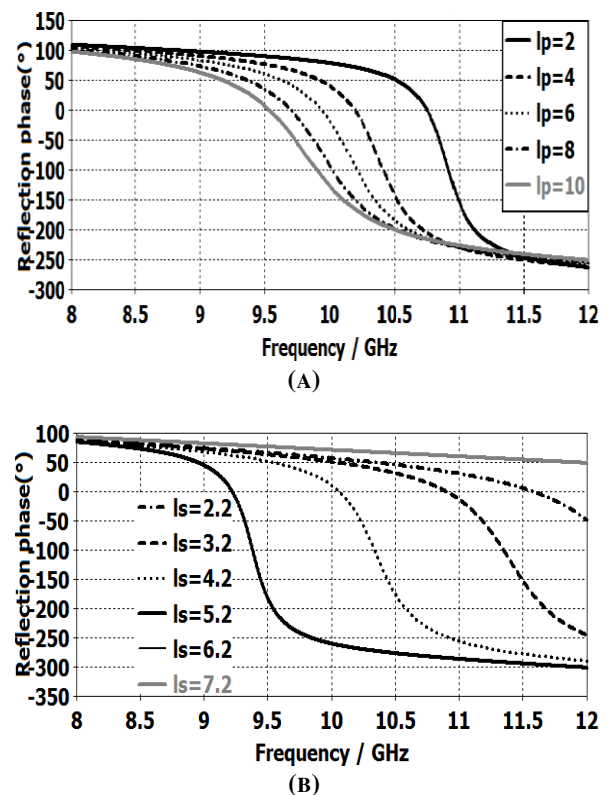 150
100
50
0
-50
-100
-150
-200
-250
-300
Reflection phase(°)
lp=2
lp=4
lp=6
lp=8
lp=10
8 8.5 9 9.5 10 10.5 11 11.5 12
Frequency / GHz
(A)
100
50
0
-50
-100
-150
-200
-250
-300
-350
Reflection phase(°)
ls=2.2
ls=3.2
ls=4.2
ls=5.2
ls=6.2
ls=7.2
8 8.5 9 9.5 10 10.5 11 11.5 12
Frequency / GHz
(B)